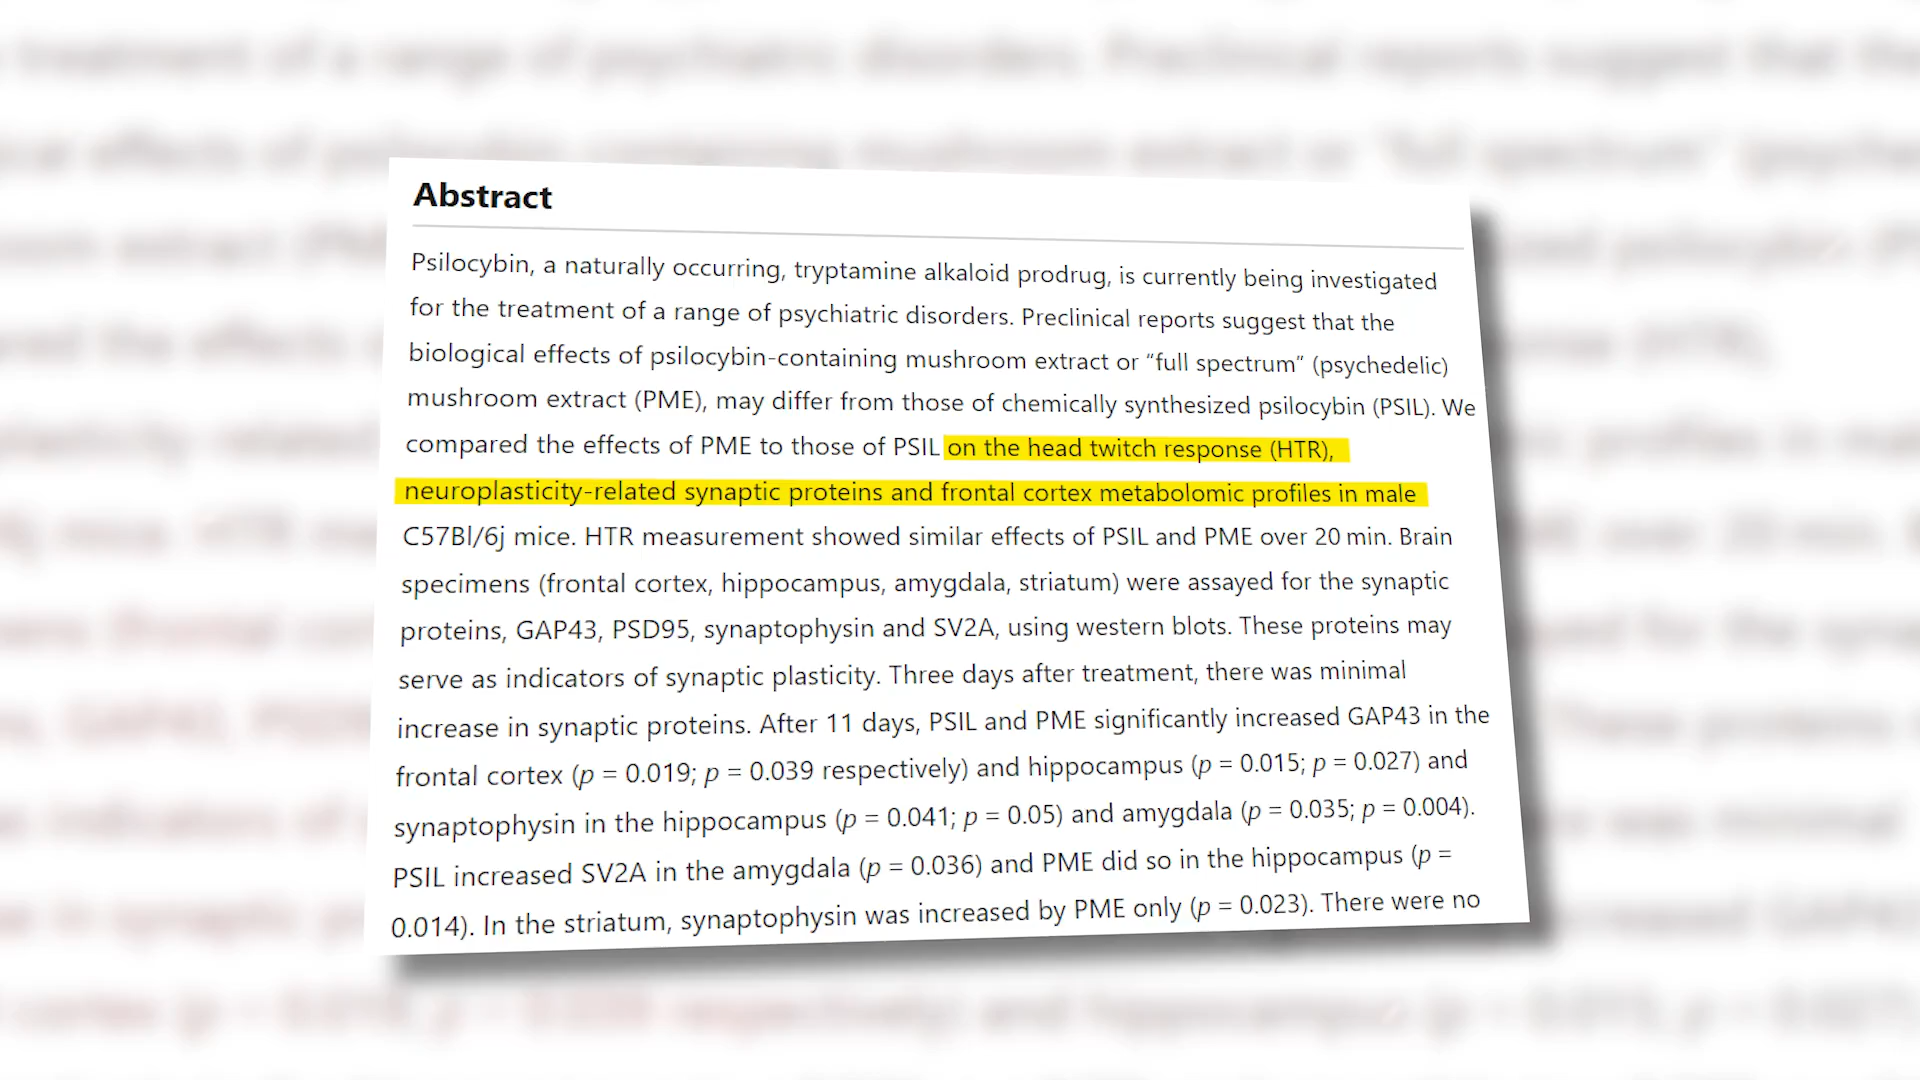 Abstract
Psilocybin, a naturally occurring, tryptamine alkaloid prodrug, is currently being investigated
for the treatment of a range of psychiatric disorders. Preclinical reports suggest that the
biological effects of psilocybin-containing mushroom extract or “full spectrum” (psychedelic)
mushroom extract (PME), may differ from those of chemically synthesized psilocybin (PSIL). We
compared the effects of PME to those of PSIL on the head twitch response (HTR),
neuroplasticity-related synaptic proteins and frontal cortex metabolomic profiles in male
C57Bl/6j mice. HTR measurement showed similar effects of PSIL and PME over 20 min. Brain
specimens (frontal cortex, hippocampus, amygdala, striatum) were assayed for the synaptic
proteins, GAP43, PSD95, synaptophysin and SV2A, using western blots. These proteins may
serve as indicators of synaptic plasticity. Three days after treatment, there was minimal
increase in synaptic proteins. After 11 days, PSIL and PME significantly increased GAP43 in the
frontal cortex (p = 0.019; p = 0.039 respectively) and hippocampus (p = 0.015; p = 0.027) and
synaptophysin in the hippocampus (p = 0.041; p = 0.05) and amygdala (p = 0.035; p = 0.004).
PSIL increased SV2A in the amygdala (p = 0.036) and PME did so in the hippocampus (p =
0.014). In the striatum, synaptophysin was increased by PME only (p = 0.023). There were no